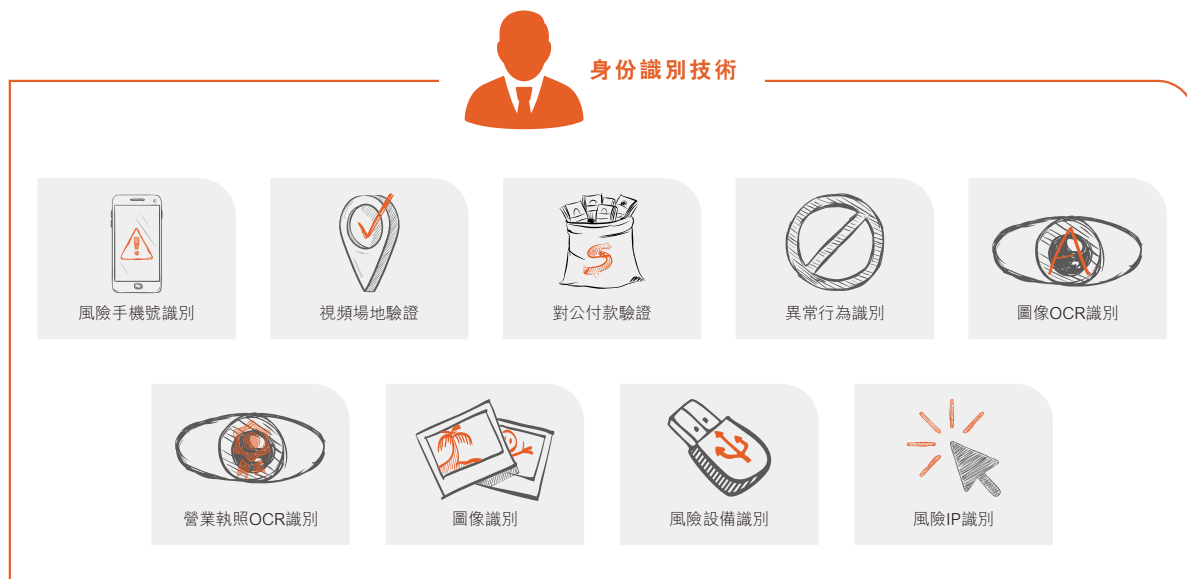 身份識別技術
風險手機號識別
視頻場地驗證
對公付款驗證
異常行為識別
圖像OCR識別
營業執照OCR識別
圖像識別
風險設備識別
風險IP識別